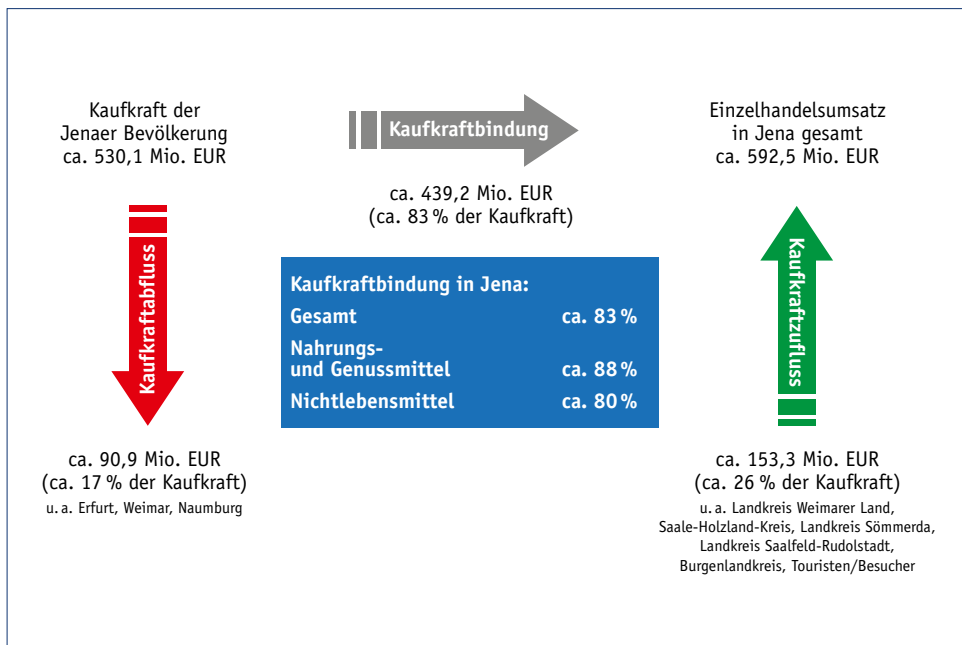 Kaufkraft der
Jenaer Bevölkerung
ca. 530,1 Mio. EUR
Kaufkraftbindung
ca. 439,2 Mio. EUR
(ca. 83 % der Kaufkraft)
Einzelhandelsumsatz
in Jena gesamt
ca. 592,5 Mio. EUR
Kaufkraftabfluss
Kaufkraftbindung in Jena:
Gesamt ca. 83 %
Nahrungs-
und Genussmittel ca. 88 %
Nichtlebensmittel ca. 80 %
Kaufkraftzufluss
ca. 90,9 Mio. EUR
(ca. 17 % der Kaufkraft)
u. a. Erfurt, Weimar, Naumburg
ca. 153,3 Mio. EUR
(ca. 26 % der Kaufkraft)
u. a. Landkreis Weimarer Land,
Saale-Holzland-Kreis, Landkreis Sömmerda,
Landkreis Saalfeld-Rudolstadt,
Burgenlandkreis, Touristen/Besucher